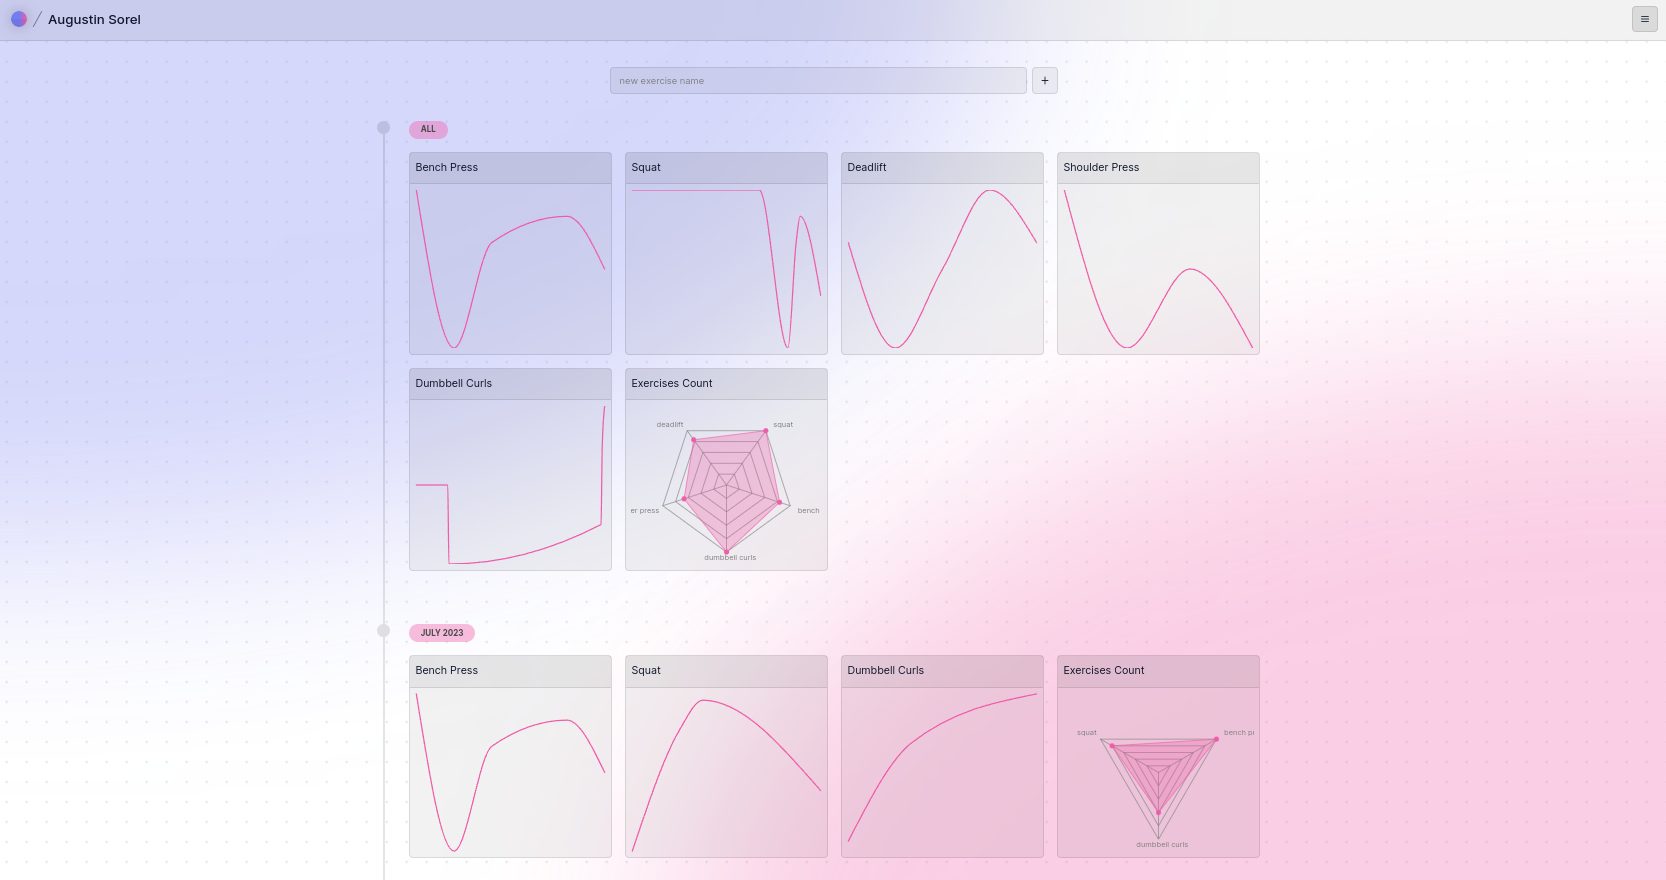 Augustin Sorel
new exercise name
+
ALL
Bench Press
Squat
Deadlift
Shoulder Press
Dumbbell Curls
Exercises Count
deadlift
squat
er press
bench
dumbbell curls
JULY 2023
Bench Press
Squat
Dumbbell Curls
Exercises Count
squat
bench p
dumbbell curls